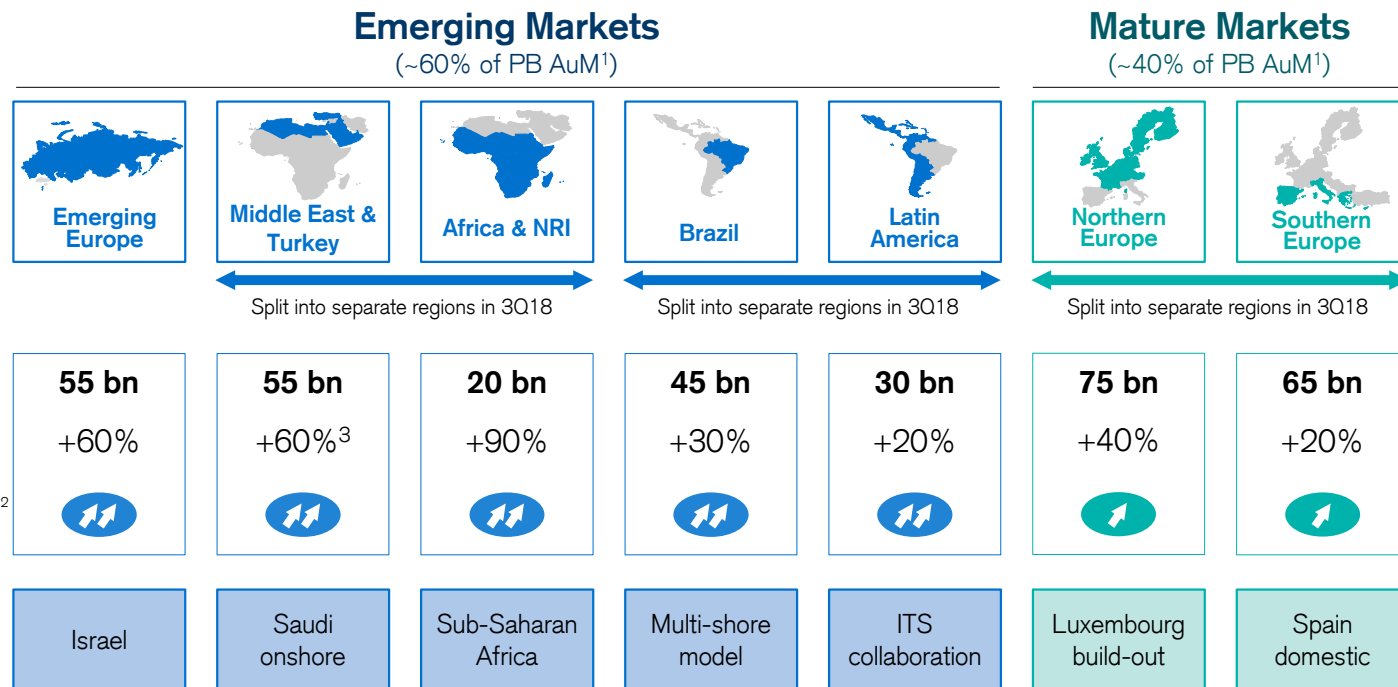 Emerging Markets
(~60% of PB AuM1)
Mature Markets
(~40% of PB AuM1)
Emerging
Europe
Middle East &
Turkey
Africa & NRI
Brazil
Latin
America
Northern
Europe
Southern
Europe
Split into separate regions in 3Q18
Split into separate regions in 3Q18
Split into separate regions in 3Q18
55 bn
55 bn
20 bn
45 bn
30 bn
75 bn
65 bn
+60%
+60%3
+90%
+30%
+20%
+40%
+20%
2
Israel
Saudi
onshore
Sub-Saharan
Africa
Multi-shore
model
ITS
collaboration
Luxembourg
build-out
Spain
domestic